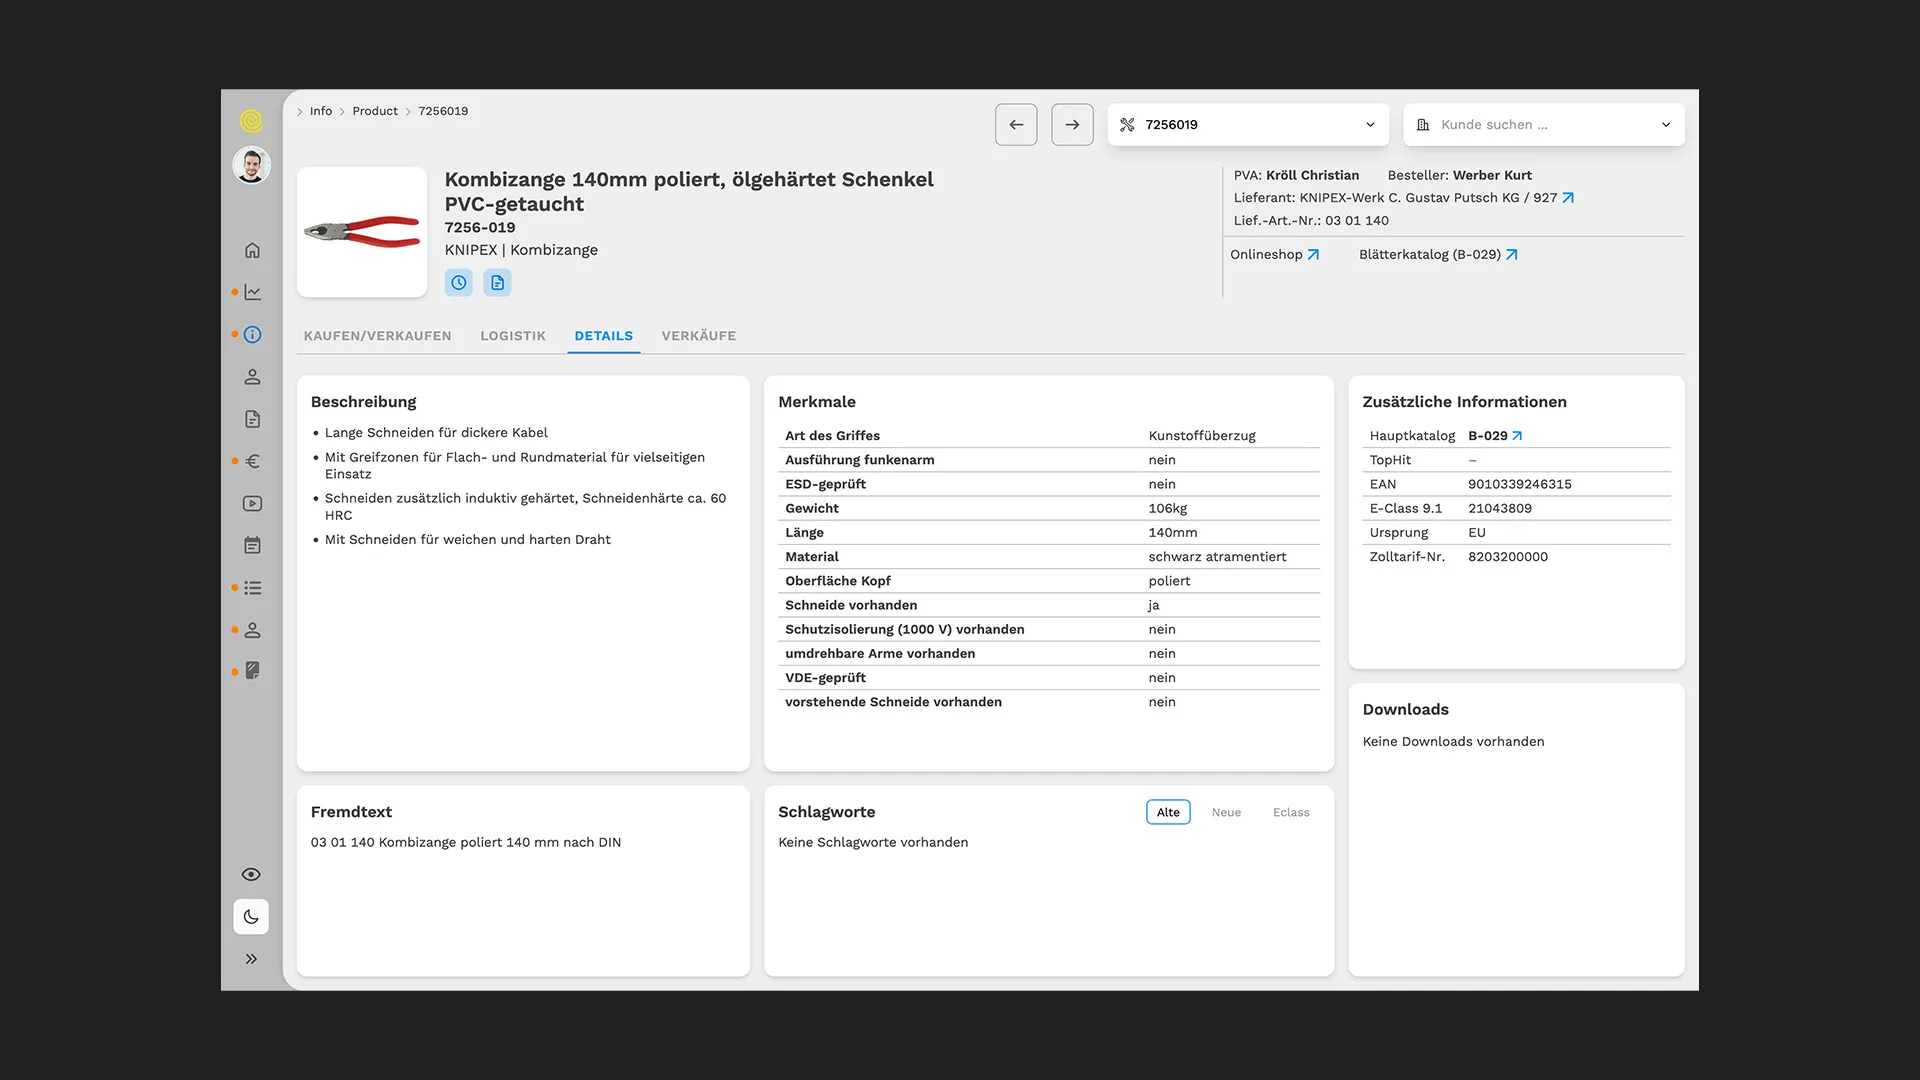 Info
Product
7256019
7256019
Kunde suchen ...
Kombizange 140mm poliert, ölgehärtet Schenkel
PVC-getaucht
7256-019
KNIPEX | Kombizange
PVA: Kröll Christian
Besteller: Werber Kurt
Lieferant: KNIPEX-Werk C. Gustav Putsch KG / 927
Lief.-Art.-Nr.: 03 01 140
Onlineshop
Blätterkatalog (B-029)
KAUFEN/VERKAUFEN
LOGISTIK
DETAILS
VERKÄUFE
Beschreibung
• Lange Schneiden für dickere Kabel
• Mit Greifzonen für Flach- und Rundmaterial für vielseitigen
Einsatz
• Schneiden zusätzlich induktiv gehärtet, Schneidenhärte ca. 60
HRC
• Mit Schneiden für weichen und harten Draht
Merkmale
Art des Griffes Kunstoffüberzug
Ausführung funkenarm nein
ESD-geprüft nein
Gewicht 106kg
Länge 140mm
Material schwarz atramentiert
Oberfläche Kopf poliert
Schneide vorhanden ja
Schutzisolierung (1000 V) vorhanden nein
umdrehbare Arme vorhanden nein
VDE-geprüft nein
vorstehende Schneide vorhanden nein
Zusätzliche Informationen
Hauptkatalog B-029
TopHit –
EAN 9010339246315
E-Class 9.1 21043809
Ursprung EU
Zolltarif-Nr. 8203200000
Downloads
Keine Downloads vorhanden
Fremdtext
03 01 140 Kombizange poliert 140 mm nach DIN
Schlagworte
Alte
Neue
Eclass
Keine Schlagworte vorhanden